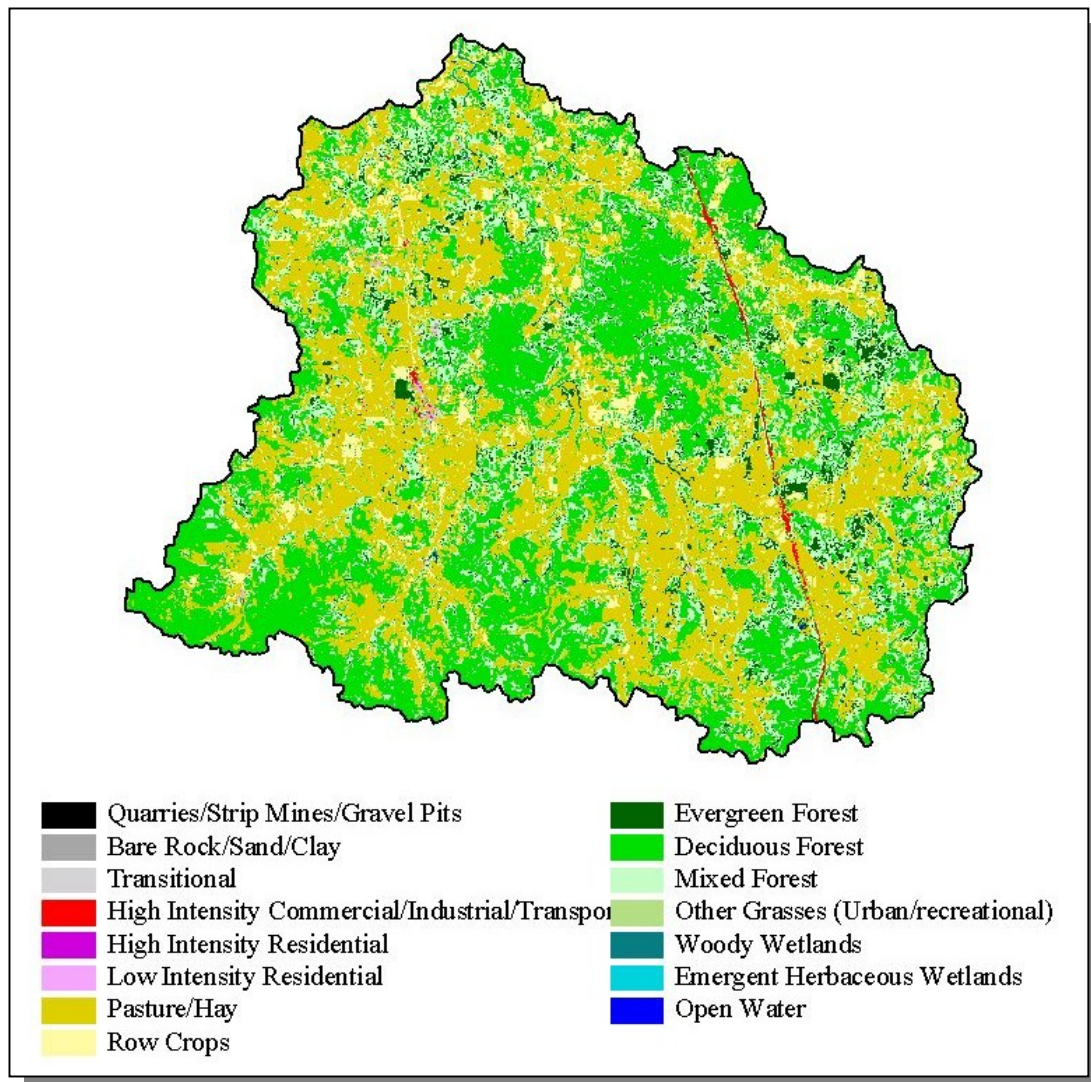 Quarries/Strip Mines/Gravel Pits
Bare Rock/Sand/Clay
Transitional
High Intensity Commercial/Industrial/Transpor
High Intensity Residential
Low Intensity Residential
Pasture/Hay
Row Crops
Evergreen Forest
Deciduous Forest
Mixed Forest
Other Grasses (Urban/recreational)
Woody Wetlands
Emergent Herbaceous Wetlands
Open Water